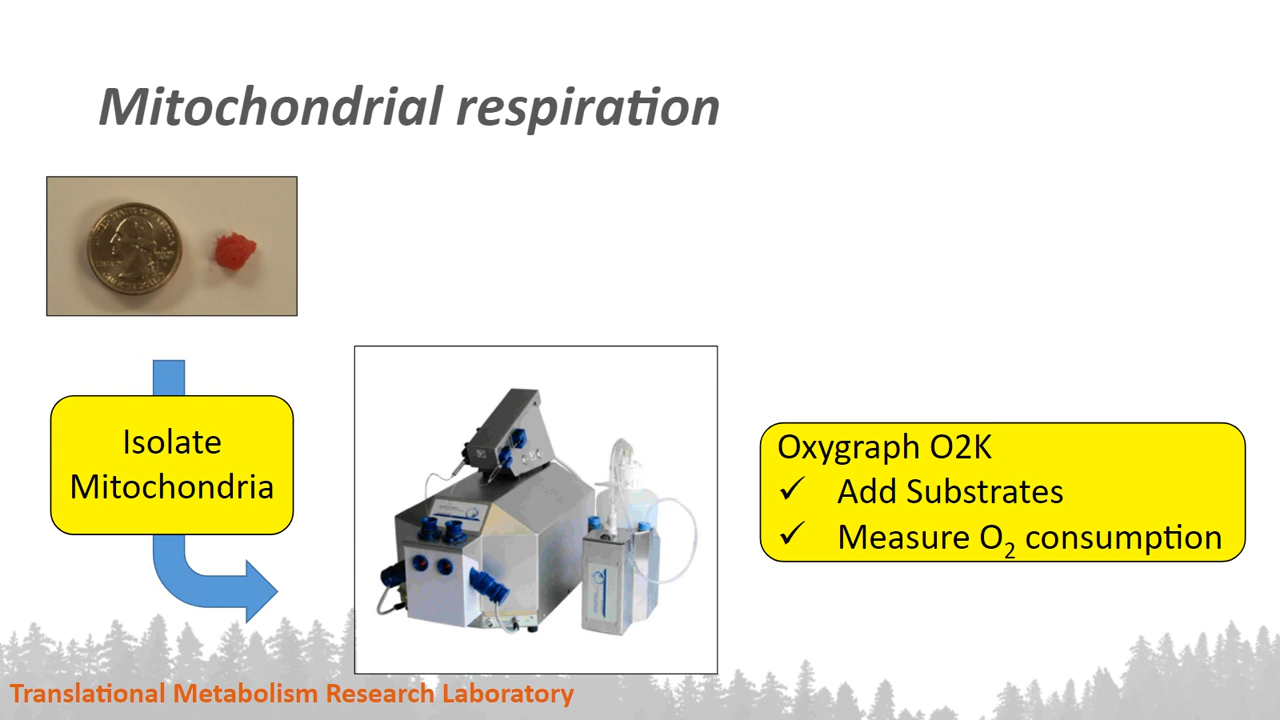 Mitochondrial respiration
Isolate
Mitochondria
Oxygraph O2K
✓ Add Substrates
✓ Measure O₂ consumption
Translational Metabolism Research Laboratory